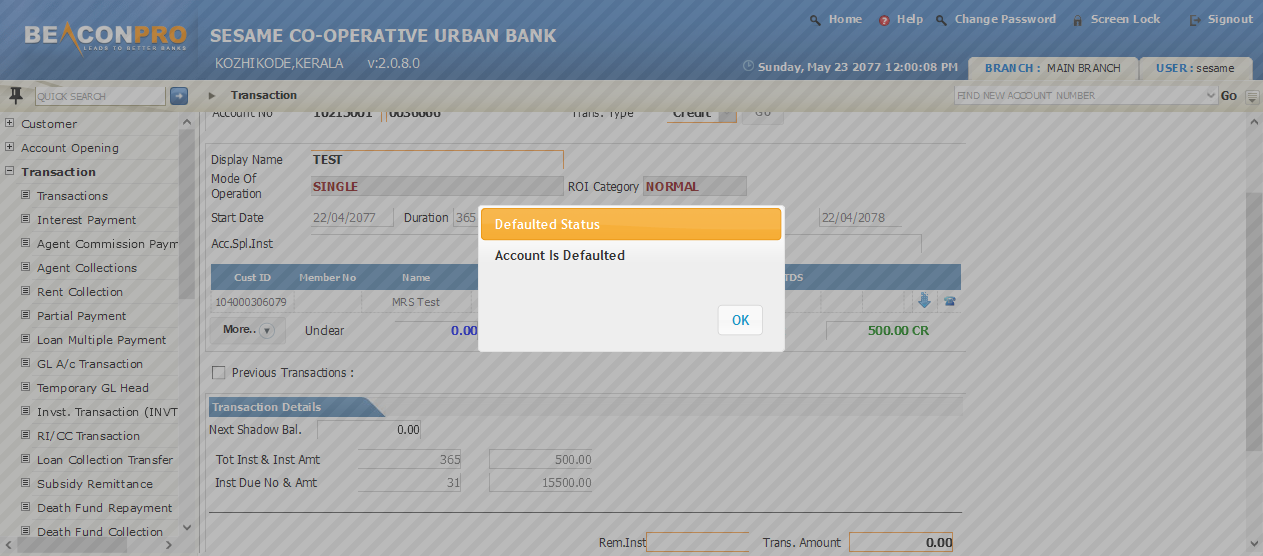 Home Help Change Password Screen Lock Signout
BEACONPRO
LEADS TO BETTER BANKS
SESAME CO-OPERATIVE URBAN BANK
KOZHIKODE,KERALA v:2.0.8.0
Sunday, May 23 2077 12:00:08 PM BRANCH : MAIN BRANCH USER : sesame
QUICK SEARCH
Transaction
FIND NEW ACCOUNT NUMBER Go
Customer
Account Opening
Transaction
Transactions
Interest Payment
Agent Commission Paym
Agent Collections
Rent Collection
Partial Payment
Loan Multiple Payment
GL A/c Transaction
Temporary GL Head
Invst. Transaction (INVT
RI/CC Transaction
Loan Collection Transfer
Subsidy Remittance
Death Fund Repayment
Death Fund Collection
Account No 10215001 0036666 Trans. Type Credit Go
Display Name TEST
Mode Of
Operation SINGLE ROI Category NORMAL
Start Date 22/04/2077 Duration 365 22/04/2078
Acc.Spl.Inst
Cust ID Member No Name TDS
104000306079 MRS Test
More.. Unclear 0.00 500.00 CR
Defaulted Status
Account Is Defaulted
OK
Previous Transactions :
Transaction Details
Next Shadow Bal. 0.00
Tot Inst & Inst Amt 365 500.00
Inst Due No & Amt 31 15500.00
Rem.Inst Trans. Amount 0.00